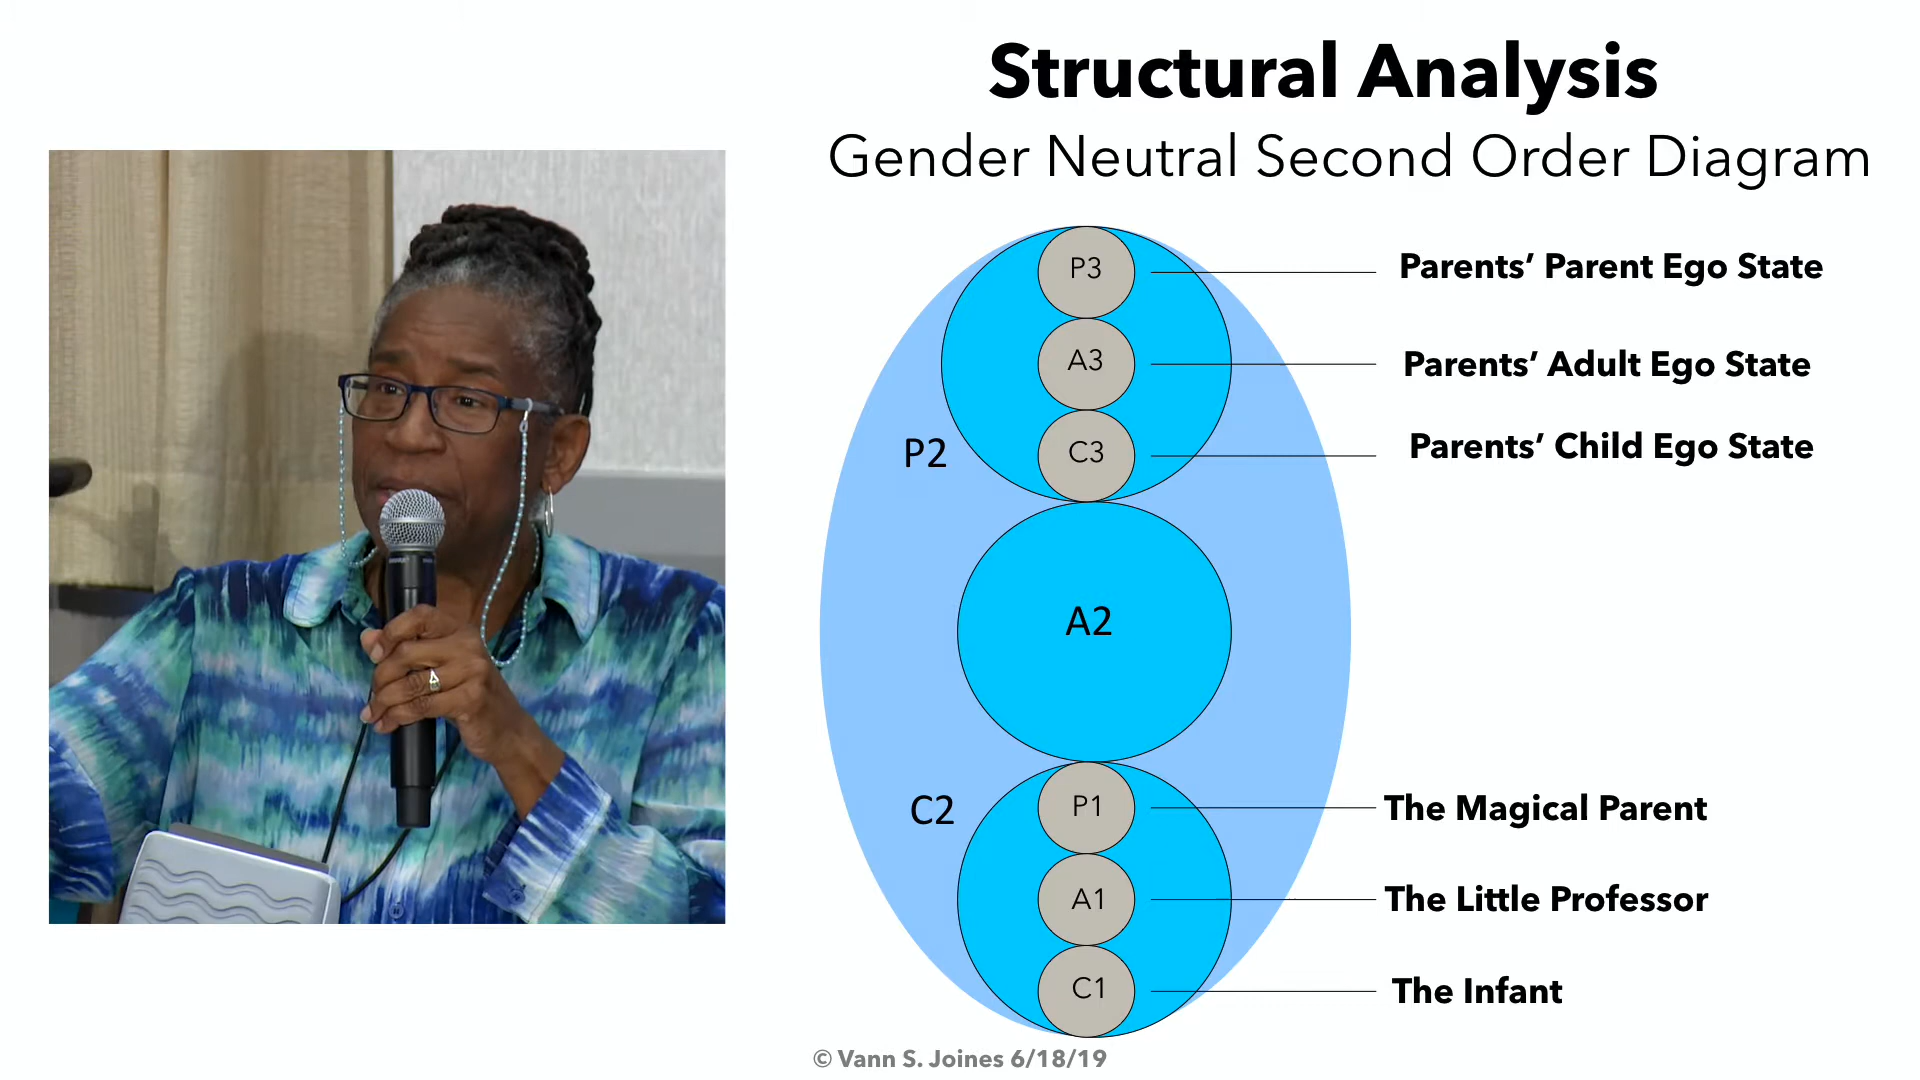 Structural Analysis
Gender Neutral Second Order Diagram
P3
Parents’ Parent Ego State
A3
Parents’ Adult Ego State
C3
Parents’ Child Ego State
P2
A2
C2
P1
The Magical Parent
A1
The Little Professor
C1
The Infant
© Vann S. Joines 6/18/19